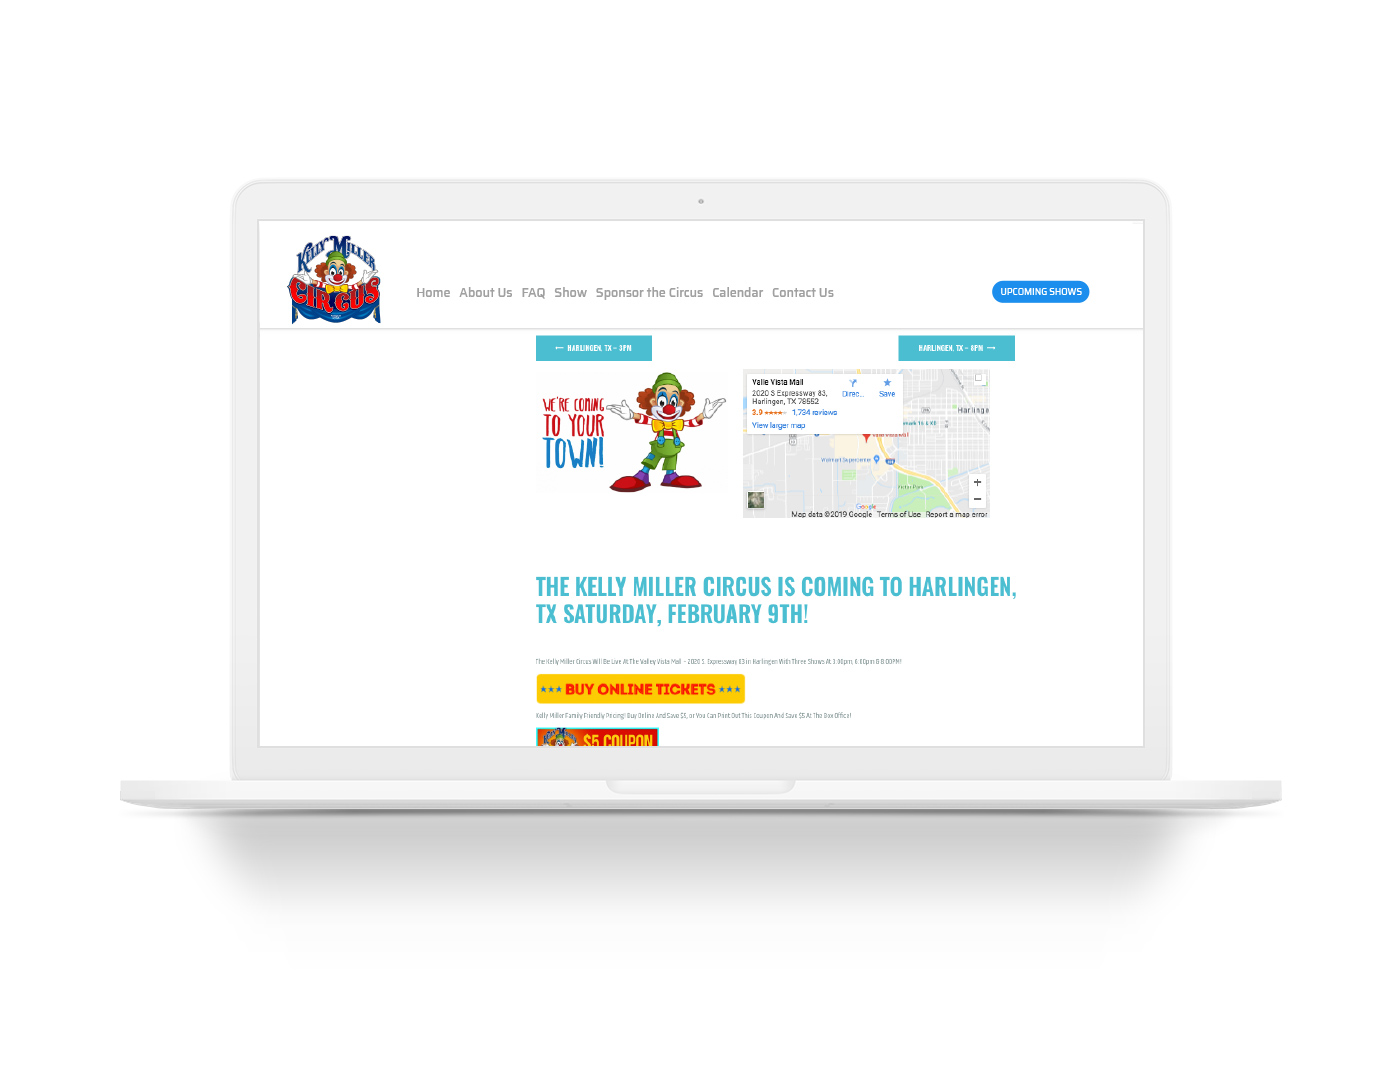 KELLY MILLER
CIRCUS
Home About Us FAQ Show Sponsor the Circus Calendar Contact Us
UPCOMING SHOWS
← HARLINGEN, TX – 3PM
HARLINGEN, TX – 8PM →
WE'RE COMING
TO YOUR
TOWN!
Valle Vista Mall
2020 S Expressway 83,
Harlingen, TX 78552
3.9 ★★★★ 1,734 reviews
View larger map
Direc...
Save
Harlinge
Walmart Supercenter
Victor Park
Google
Map data ©2019 Google Terms of Use Report a map error
THE KELLY MILLER CIRCUS IS COMING TO HARLINGEN,
TX SATURDAY, FEBRUARY 9TH!
The Kelly Miller Circus Will Be Live At The Valley Vista Mall – 2020 S. Expressway 83 in Harlingen With Three Shows At 3:00pm, 6:00pm & 8:00PM!
★★★ BUY ONLINE TICKETS ★★★
Kelly Miller Family Friendly Pricing! Buy Online And Save $5, or You Can Print Out This Coupon And Save $5 At The Box Office!
$5 COUPON